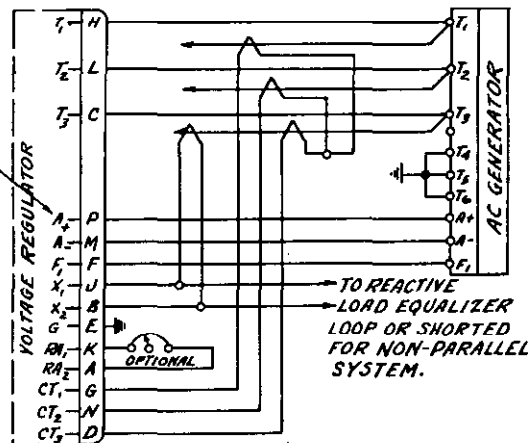 VOLTAGE REGULATOR
T1 H
T2 L
T3 C
A+ P
A- M
F1 F
X1 J
X2 B
G E
RA1 K
RA2 A
CT1 G
CT2 N
CT3 D
OPTIONAL
TO REACTIVE
LOAD EQUALIZER
LOOP OR SHORTED
FOR NON-PARALLEL
SYSTEM.
T1
T2
T3
T4
T5
T6
A+
A-
F1
AC GENERATOR